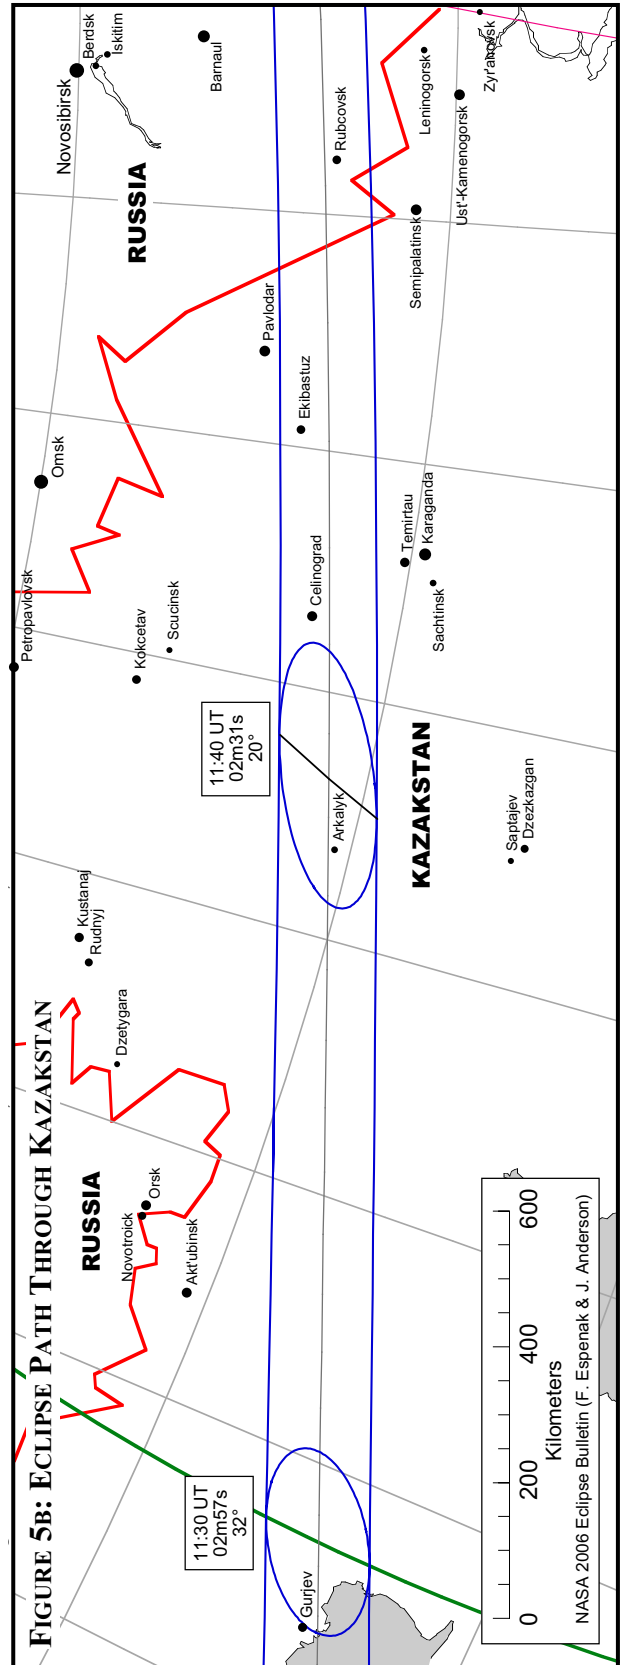 FIGURE 5B: ECLIPSE PATH THROUGH KAZAKSTAN
Petropavlovsk
Omsk
Novosibirsk
Berdsk
Iskitim
Barnaul
RUSSIA
Kustanaj
Rudnyj
Dzetygara
Kokcetav
Scucinsk
RUSSIA
Novotroick
Orsk
Akt'ubinsk
11:30 UT
02m57s
32°
11:40 UT
02m31s
20°
Pavlodar
Ekibastuz
Celinograd
Rubcovsk
Arkalyk
Gurjev
Leninogorsk
Zyr'anovsk
Ust'-Kamenogorsk
Semipalatinsk
Temirtau
Karaganda
Sachtinsk
KAZAKSTAN
Saptajev
Dzezkazgan
0 200 400 600
Kilometers
NASA 2006 Eclipse Bulletin (F. Espenak & J. Anderson)